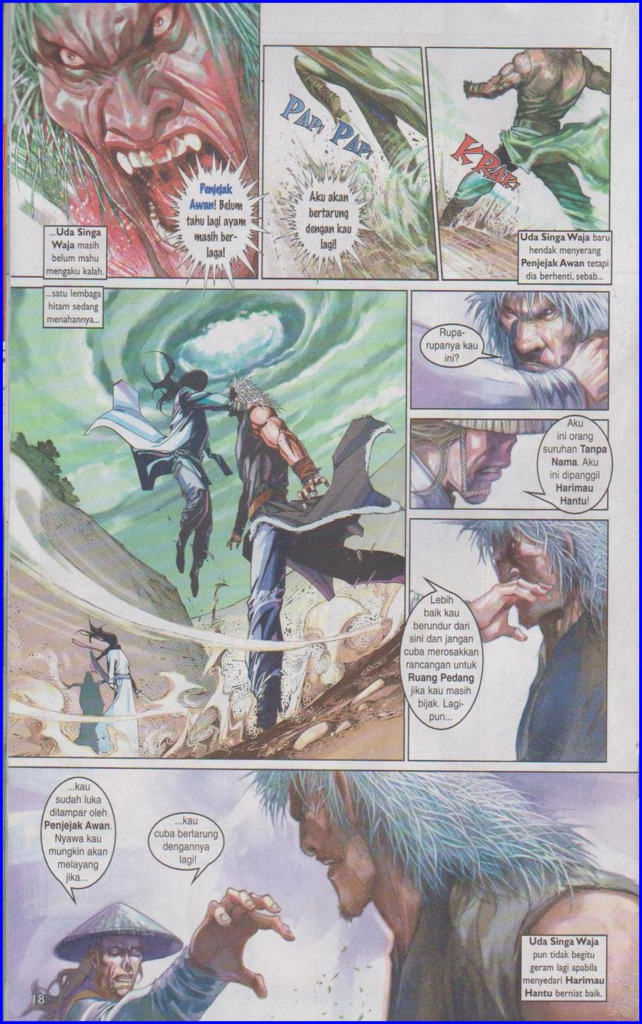 Penjejak
Awan! Belum
tahu lagi ayam
masih ber-
laga!
...Uda Singa
Waja masih
belum mahu
mengaku kalah.
PAP! PAP!
Aku akan
bertarung
dengan kau
lagi!
KRAP!
Uda Singa Waja baru
hendak menyerang
Penjejak Awan tetapi
dia berhenti, sebab...
...satu lembaga
hitam sedang
menahannya...
Rupa-
rupanya kau
ini?
Aku
ini orang
suruhan Tanpa
Nama. Aku
ini dipanggil
Harimau
Hantu!
Lebih
baik kau
berundur dari
sini dan jangan
cuba merosakkan
rancangan untuk
Ruang Pedang
jika kau masih
bijak. Lagi-
pun...
...kau
sudah luka
ditampar oleh
Penjejak Awan.
Nyawa kau
mungkin akan
melayang
jika...
...kau
cuba bertarung
dengannya
lagi!
Uda Singa Waja
pun tidak begitu
geram lagi apabila
menyedari Harimau
Hantu berniat baik.
18